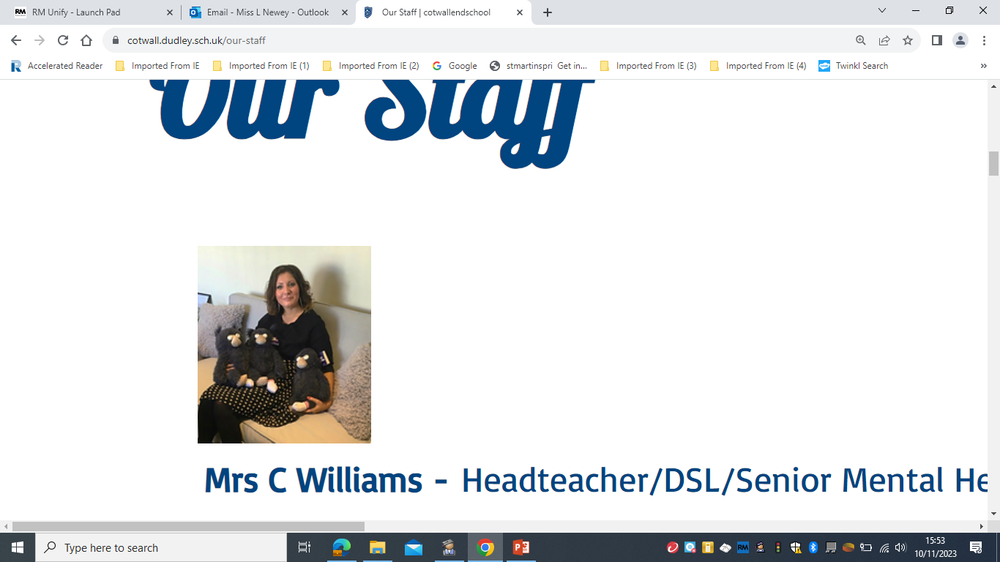 RM Unify - Launch Pad
Email - Miss L Newey - Outlook
Our Staff | cotwallendschool
cotwall.dudley.sch.uk/our-staff
Accelerated Reader
Imported From IE
Imported From IE (1)
Imported From IE (2)
Google
stmartinspri Get in...
Imported From IE (3)
Imported From IE (4)
Twinkl Search
Our Staff
Mrs C Williams - Headteacher/DSL/Senior Mental He
Type here to search
RM
15:53
10/11/2023